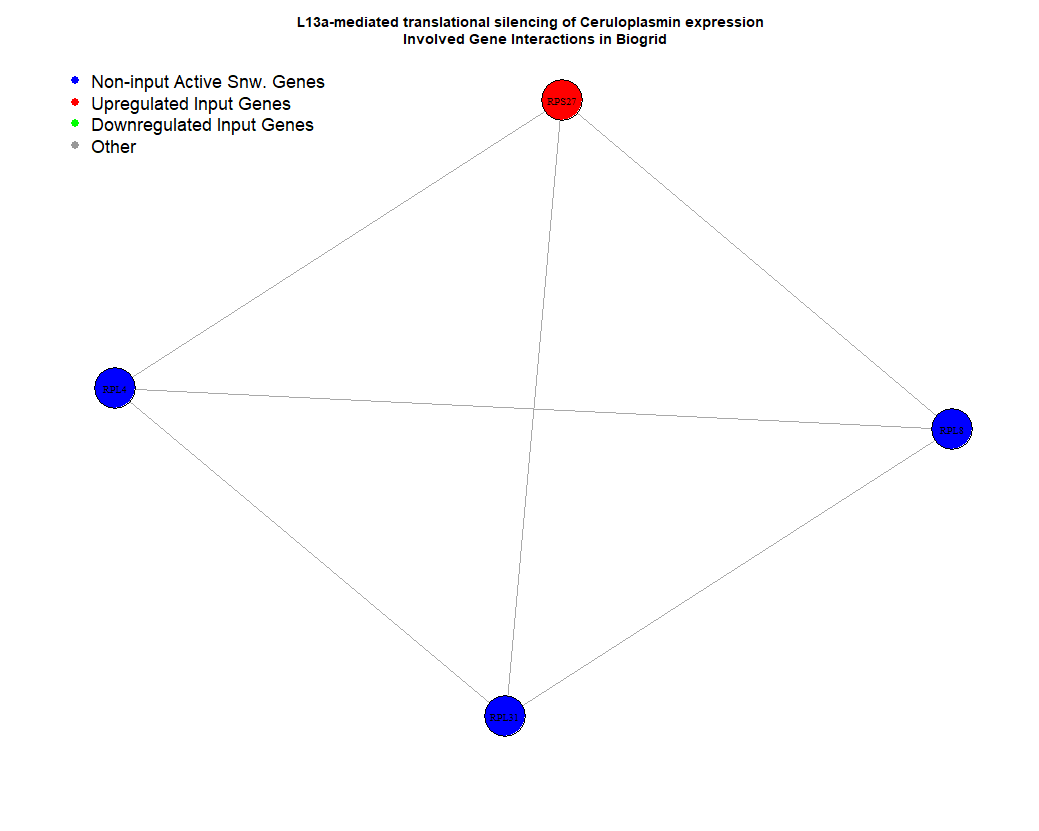 L13a-mediated translational silencing of Ceruloplasmin expression
Involved Gene Interactions in Biogrid
Non-input Active Snw. Genes
Upregulated Input Genes
Downregulated Input Genes
Other
RPS27
RPL4
RPL8
RPL31